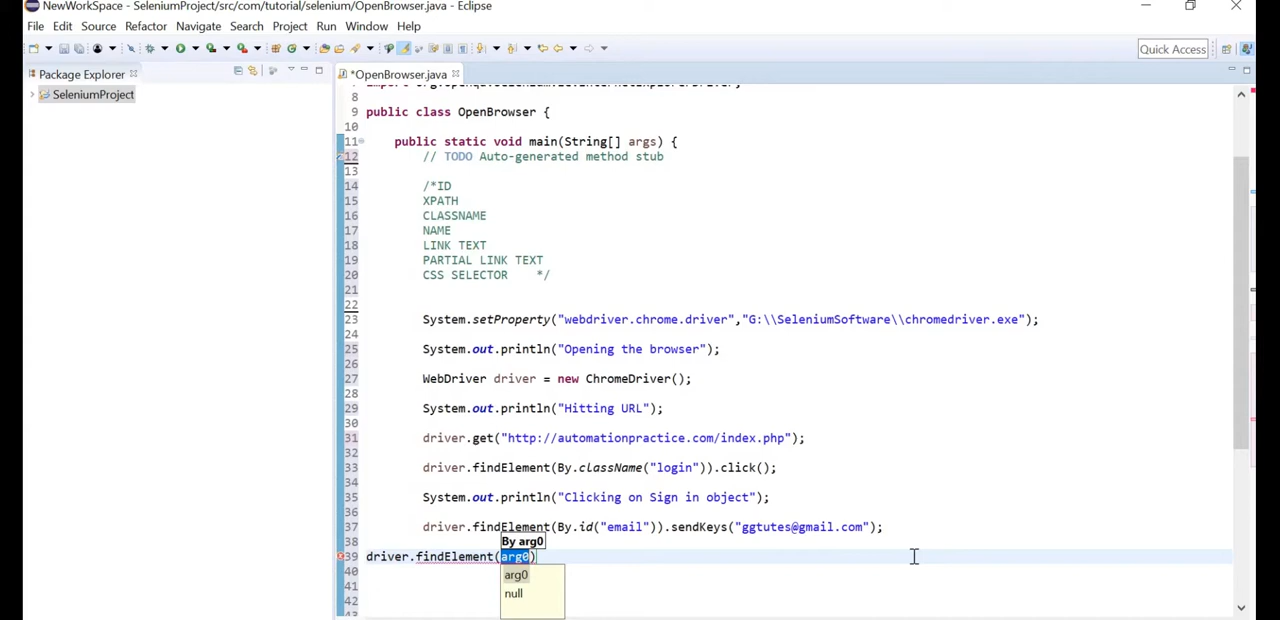 NewWorkSpace - SeleniumProject/src/com/tutorial/selenium/OpenBrowser.java - Eclipse
File Edit Source Refactor Navigate Search Project Run Window Help
Quick Access
Package Explorer
*OpenBrowser.java
SeleniumProject
8
9 public class OpenBrowser {
10
11 public static void main(String[] args) {
12 // TODO Auto-generated method stub
13
14 /*ID
15 XPATH
16 CLASSNAME
17 NAME
18 LINK TEXT
19 PARTIAL LINK TEXT
20 CSS SELECTOR */
21
22
23 System.setProperty("webdriver.chrome.driver","G:\\SeleniumSoftware\\chromedriver.exe");
24
25 System.out.println("Opening the browser");
26
27 WebDriver driver = new ChromeDriver();
28
29 System.out.println("Hitting URL");
30
31 driver.get("http://automationpractice.com/index.php");
32
33 driver.findElement(By.className("login")).click();
34
35 System.out.println("Clicking on Sign in object");
36
37 driver.findElement(By.id("email")).sendKeys("ggtutes@gmail.com");
38 By arg0
39 driver.findElement(arg0)
40 arg0
41 null
42